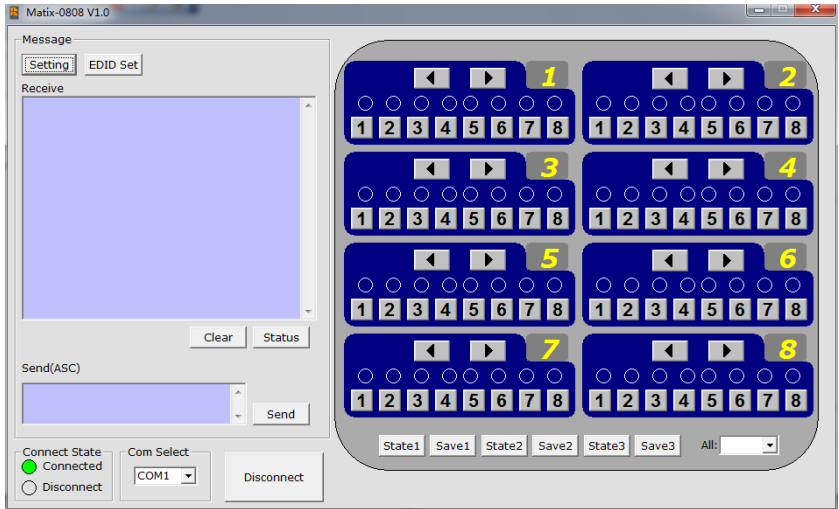 Matix-0808 V1.0
Message
Setting EDID Set
Receive
Clear Status
Send(ASC)
Send
Connect State
Connected
Disconnect
Com Select
COM1
Disconnect
1
1 2 3 4 5 6 7 8
2
1 2 3 4 5 6 7 8
3
1 2 3 4 5 6 7 8
4
1 2 3 4 5 6 7 8
5
1 2 3 4 5 6 7 8
6
1 2 3 4 5 6 7 8
7
1 2 3 4 5 6 7 8
8
1 2 3 4 5 6 7 8
State1 Save1 State2 Save2 State3 Save3 All: